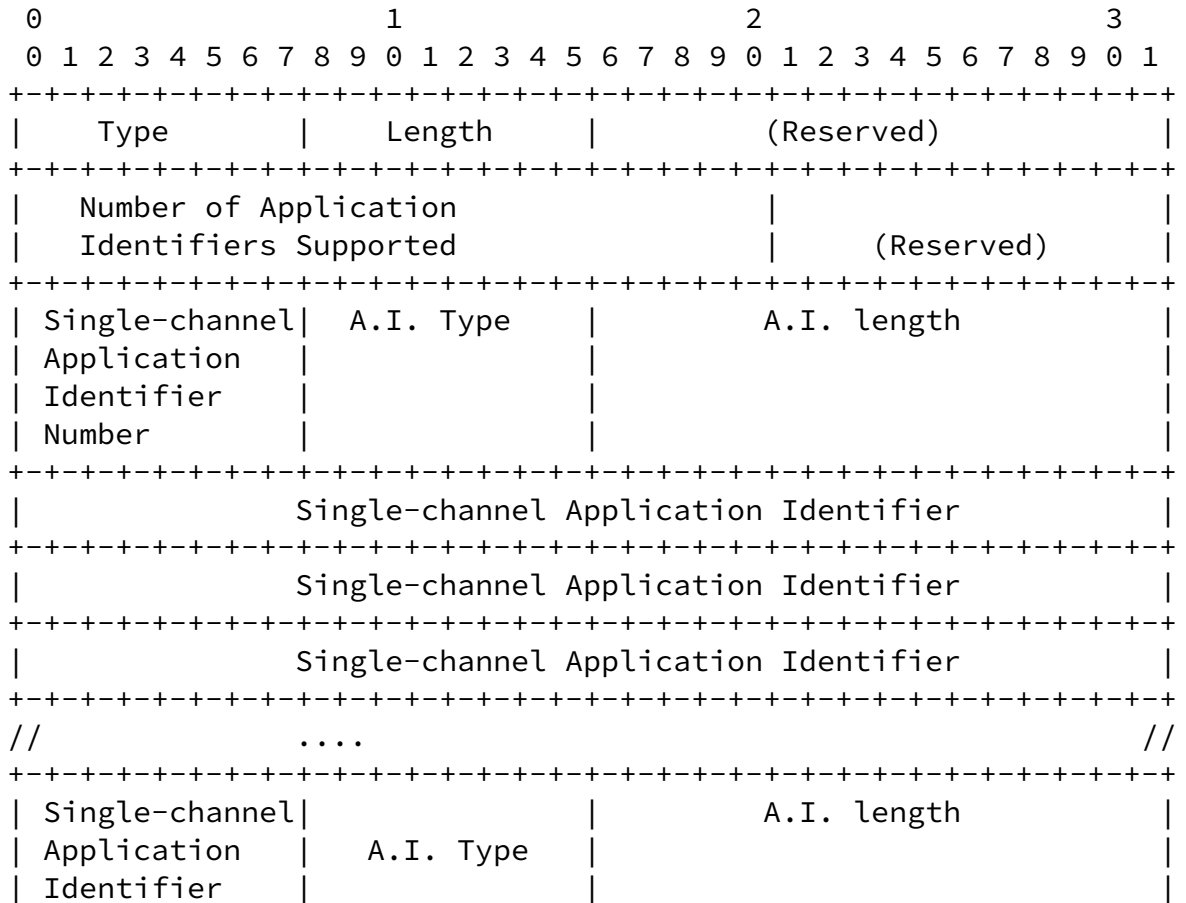 0                   1                   2                   3
 0 1 2 3 4 5 6 7 8 9 0 1 2 3 4 5 6 7 8 9 0 1 2 3 4 5 6 7 8 9 0 1
+-+-+-+-+-+-+-+-+-+-+-+-+-+-+-+-+-+-+-+-+-+-+-+-+-+-+-+-+-+-+-+-+
|    Type       |    Length     |         (Reserved)            |
+-+-+-+-+-+-+-+-+-+-+-+-+-+-+-+-+-+-+-+-+-+-+-+-+-+-+-+-+-+-+-+-+
|   Number of Application                 |                     |
|   Identifiers Supported                 |     (Reserved)      |
+-+-+-+-+-+-+-+-+-+-+-+-+-+-+-+-+-+-+-+-+-+-+-+-+-+-+-+-+-+-+-+-+
| Single-channel|  A.I. Type    |         A.I. length           |
| Application   |               |                               |
| Identifier    |               |                               |
| Number        |               |                               |
+-+-+-+-+-+-+-+-+-+-+-+-+-+-+-+-+-+-+-+-+-+-+-+-+-+-+-+-+-+-+-+-+
|               Single-channel Application Identifier           |
+-+-+-+-+-+-+-+-+-+-+-+-+-+-+-+-+-+-+-+-+-+-+-+-+-+-+-+-+-+-+-+-+
|               Single-channel Application Identifier           |
+-+-+-+-+-+-+-+-+-+-+-+-+-+-+-+-+-+-+-+-+-+-+-+-+-+-+-+-+-+-+-+-+
|               Single-channel Application Identifier           |
+-+-+-+-+-+-+-+-+-+-+-+-+-+-+-+-+-+-+-+-+-+-+-+-+-+-+-+-+-+-+-+-+
//              ....                                           //
+-+-+-+-+-+-+-+-+-+-+-+-+-+-+-+-+-+-+-+-+-+-+-+-+-+-+-+-+-+-+-+-+
| Single-channel|               |         A.I. length           |
| Application   |   A.I. Type   |                               |
| Identifier    |               |                               |